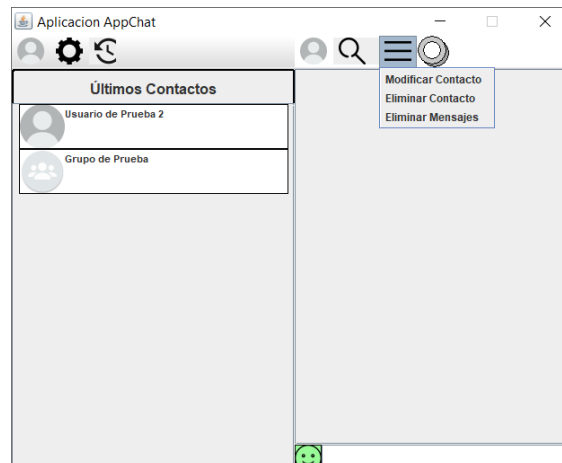 Aplicacion AppChat
Últimos Contactos
Usuario de Prueba 2
Grupo de Prueba
Modificar Contacto
Eliminar Contacto
Eliminar Mensajes